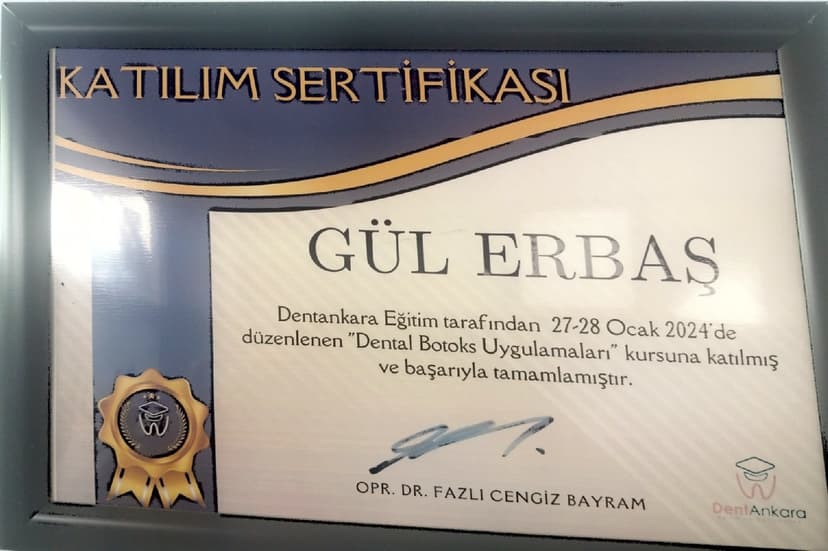 KATILIM SERTİFİKASI
GÜL ERBAŞ
Dentankara Eğitim tarafından 27-28 Ocak 2024'de
düzenlenen "Dental Botoks Uygulamaları" kursuna katılmış
ve başarıyla tamamlamıştır.
OPR. DR. FAZLI CENGİZ BAYRAM
DentAnkara